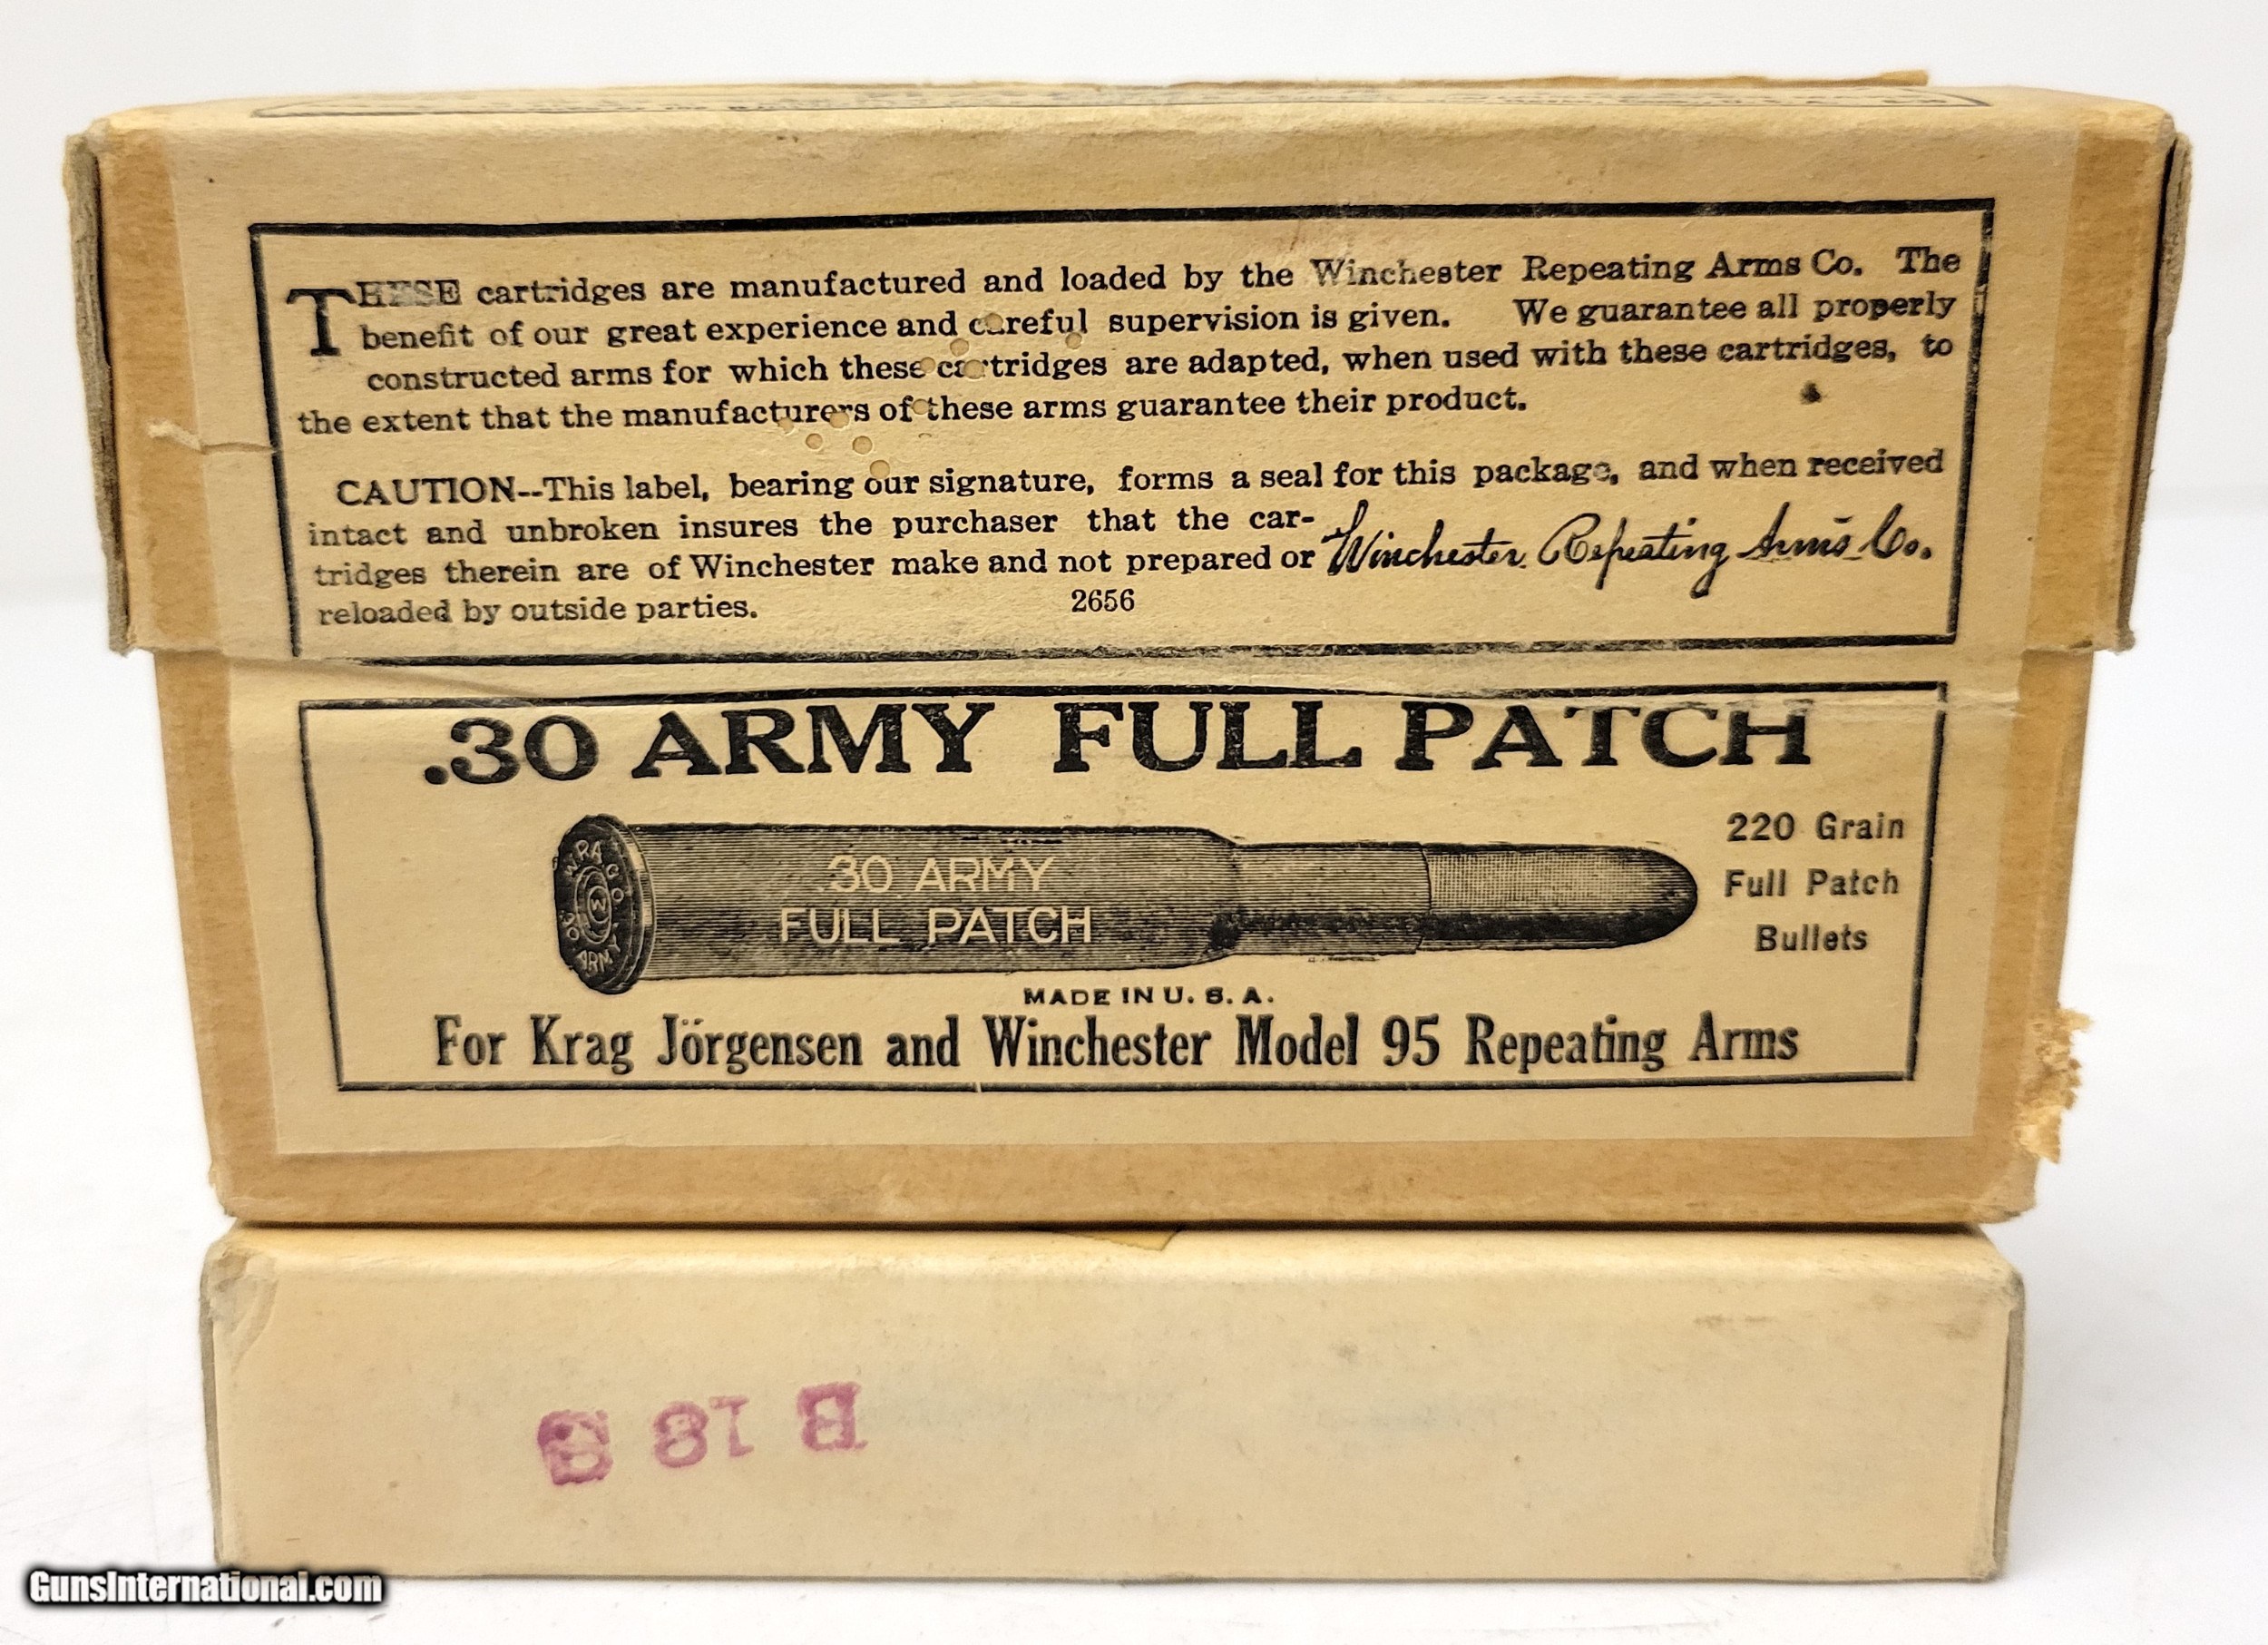 THESE cartridges are manufactured and loaded by the Winchester Repeating Arms Co. The
benefit of our great experience and careful supervision is given. We guarantee all properly
constructed arms for which these cartridges are adapted, when used with these cartridges, to
the extent that the manufacturers of these arms guarantee their product.
CAUTION--This label, bearing our signature, forms a seal for this package, and when received
intact and unbroken insures the purchaser that the car-
tridges therein are of Winchester make and not prepared or
reloaded by outside parties.
Winchester Repeating Arms Co.
2656
.30 ARMY FULL PATCH
W.R.A. CO.
W
.30 ARMY
.30 ARMY
FULL PATCH
220 Grain
Full Patch
Bullets
MADE IN U. S. A.
For Krag Jörgensen and Winchester Model 95 Repeating Arms
B 18
GunsInternational.com